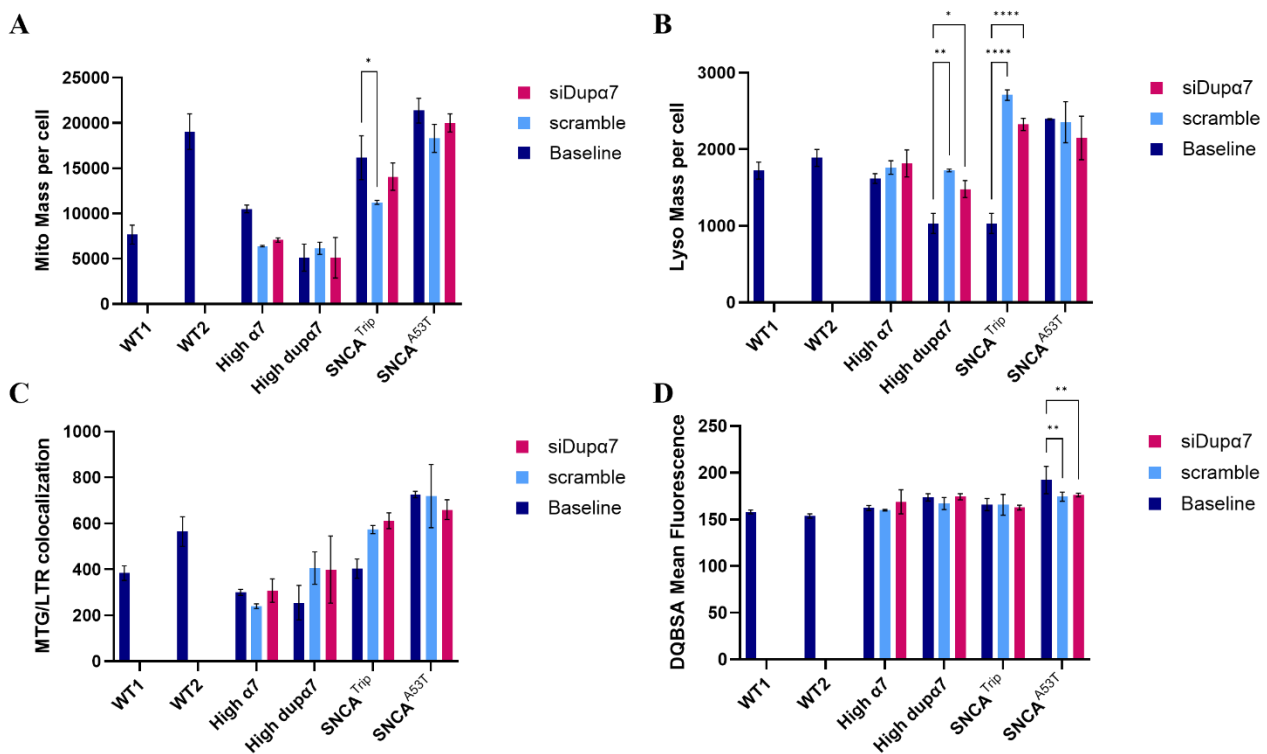 A
*
Mito Mass per cell
25000
20000
15000
10000
5000
0
WT1
WT2
High α7
High dupα7
SNCA^Trip
SNCA^A53T
siDupα7
scramble
Baseline
B
*
**
****
****
Lyso Mass per cell
3000
2000
1000
0
WT1
WT2
High α7
High dupα7
SNCA^Trip
SNCA^A53T
siDupα7
scramble
Baseline
C
MTG/LTR colocalization
1000
800
600
400
200
0
WT1
WT2
High α7
High dupα7
SNCA^Trip
SNCA^A53T
siDupα7
scramble
Baseline
D
**
**
DQBSA Mean Fluorescence
250
200
150
100
50
0
WT1
WT2
High α7
High dupα7
SNCA^Trip
SNCA^A53T
siDupα7
scramble
Baseline